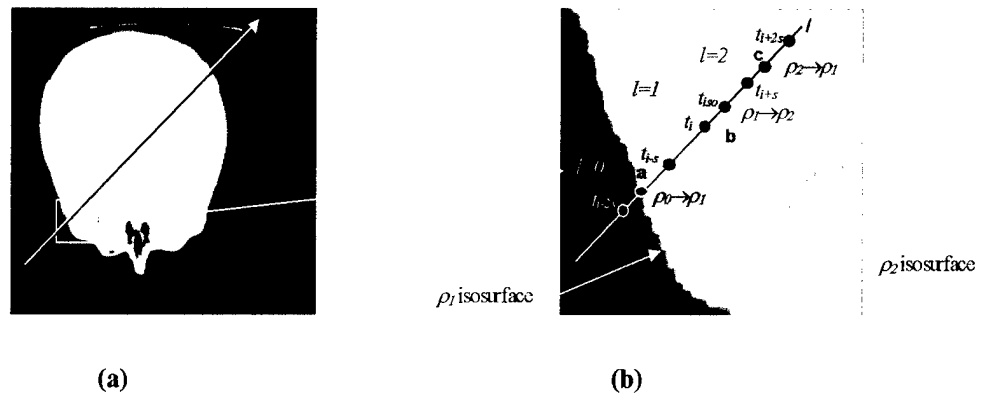 l
t_{i+2s}
c
l=2
ρ₂→ρ₁
l=1
t_{i+s}
t_{iso}
ρ₁→ρ₂
t_i
b
t_{i-s}
l=0
a
t_{i-2s}
ρ₀→ρ₁
ρ₂ isosurface
ρ₁ isosurface
(a)
(b)